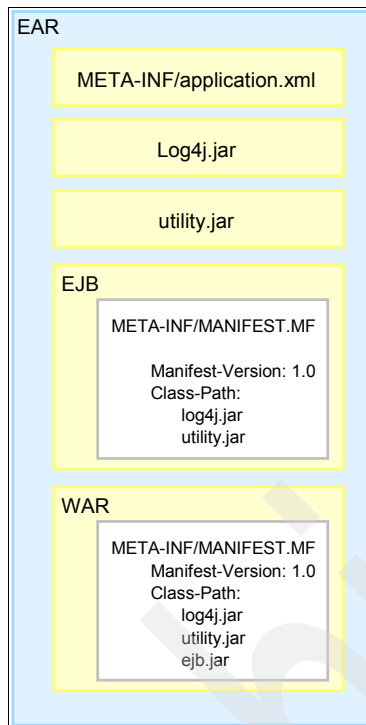 EAR
META-INF/application.xml
Log4j.jar
utility.jar
EJB
META-INF/MANIFEST.MF
Manifest-Version: 1.0
Class-Path:
log4j.jar
utility.jar
WAR
META-INF/MANIFEST.MF
Manifest-Version: 1.0
Class-Path:
log4j.jar
utility.jar
ejb.jar